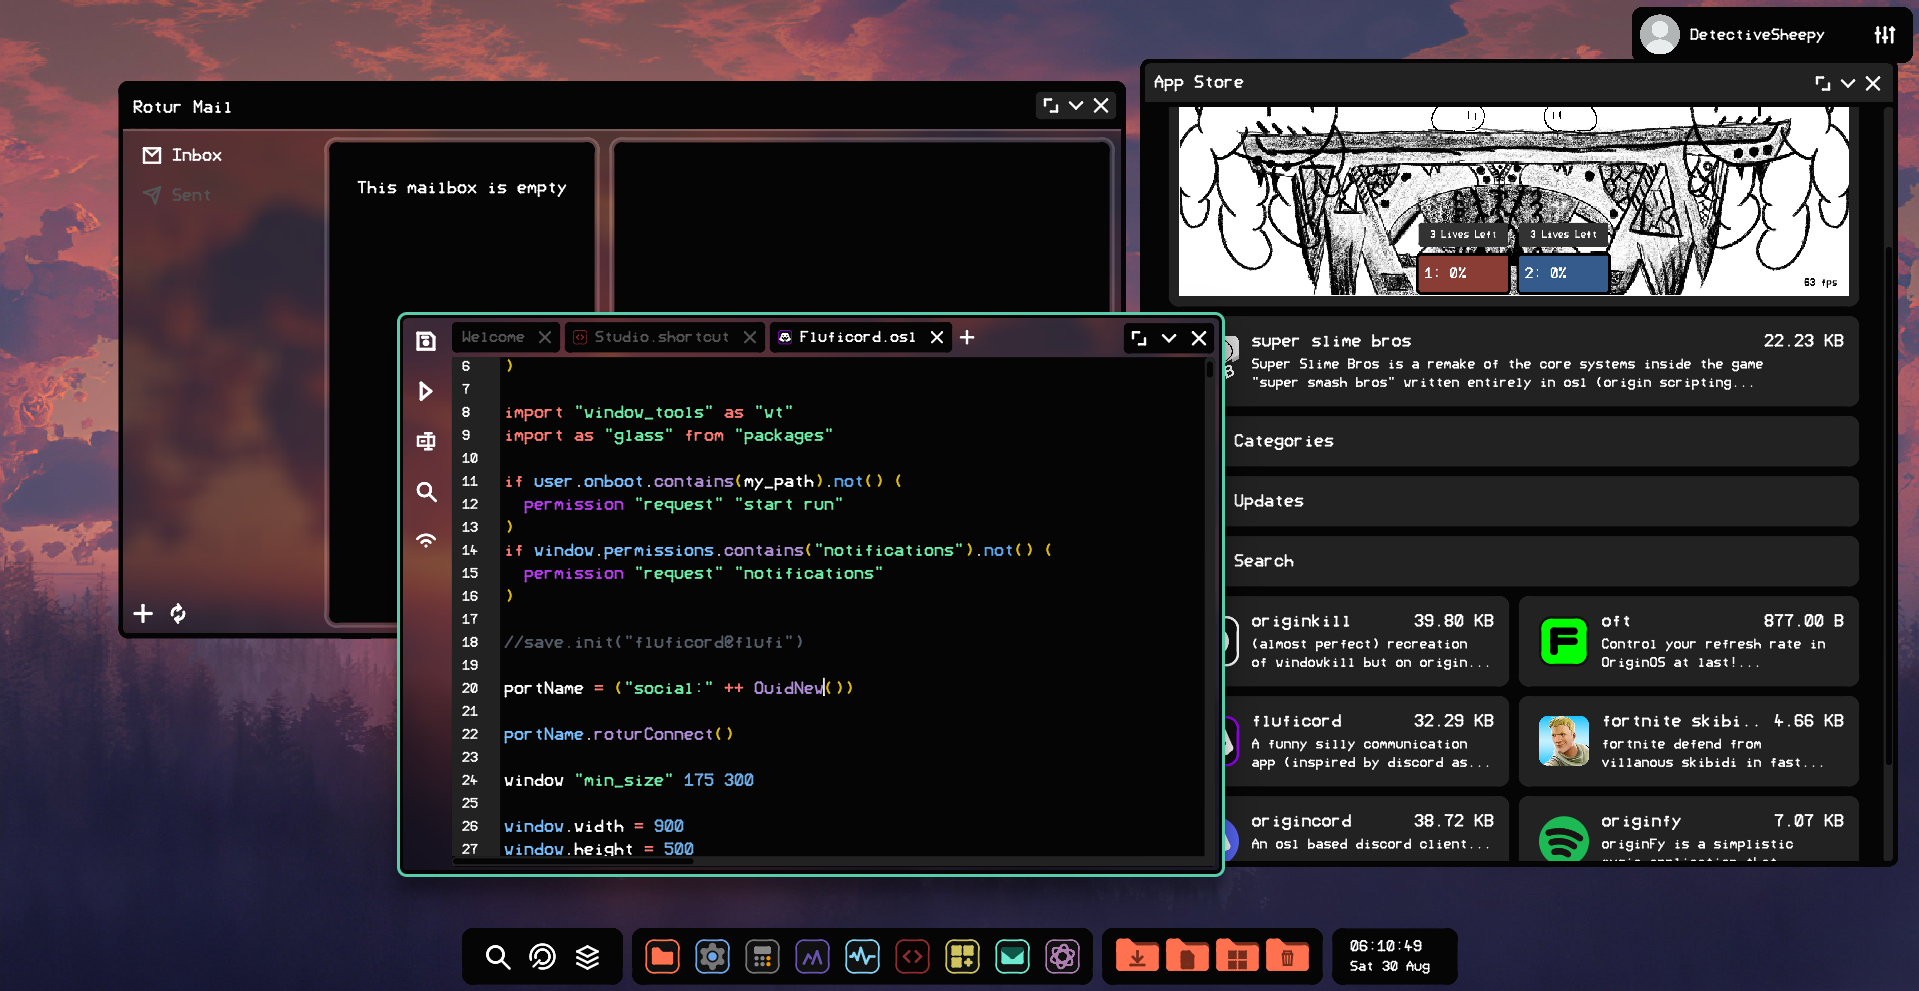 DetectiveSheepy
Rotur Mail
Inbox
Sent
This mailbox is empty
App Store
3 Lives Left
3 Lives Left
1: 0%
2: 0%
63 fps
super slime bros 22.23 KB
Super Slime Bros is a remake of the core systems inside the game
"super smash bros" written entirely in osl (origin scripting...
Categories
Updates
Search
originkill 39.80 KB
(almost perfect) recreation
of windowkill but on origin...
oft 877.00 B
Control your refresh rate in
OriginOS at last!...
fluficord 32.29 KB
A funny silly communication
app (inspired by discord as...
fortnite skibi.. 4.66 KB
fortnite defend from
villanous skibidi in fast...
origincord 38.72 KB
An osl based discord client...
originfy 7.07 KB
originFy is a simplistic
Welcome
Studio.shortcut
Fluficord.osl
6 )
7
8 import "window_tools" as "wt"
9 import as "glass" from "packages"
10
11 if user.onboot.contains(my_path).not() (
12 permission "request" "start run"
13 )
14 if window.permissions.contains("notifications").not() (
15 permission "request" "notifications"
16 )
17
18 //save.init("fluficord@flufi")
19
20 portName = ("social:" ++ OuidNew())
21
22 portName.roturConnect()
23
24 window "min_size" 175 300
25
26 window.width = 900
27 window.height = 500
06:10:49
Sat 30 Aug